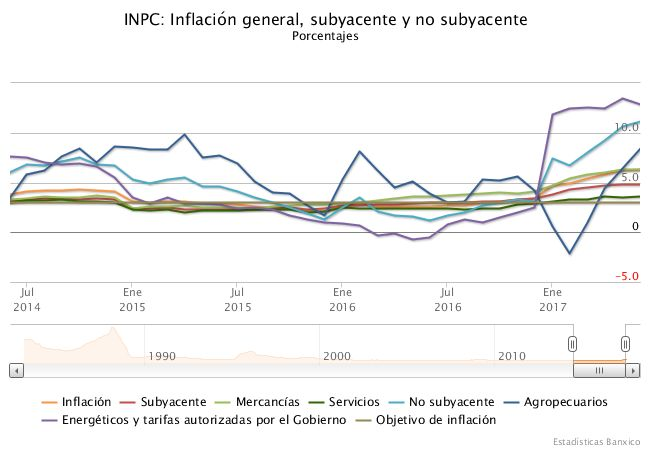 INPC: Inflación general, subyacente y no subyacente
Porcentajes
10.0
5.0
0
-5.0
Jul Ene Jul Ene Jul Ene
2014 2015 2015 2016 2016 2017
1990 2000 2010
Inflación Subyacente Mercancías Servicios No subyacente Agropecuarios
Energéticos y tarifas autorizadas por el Gobierno Objetivo de inflación
Estadísticas Banxico